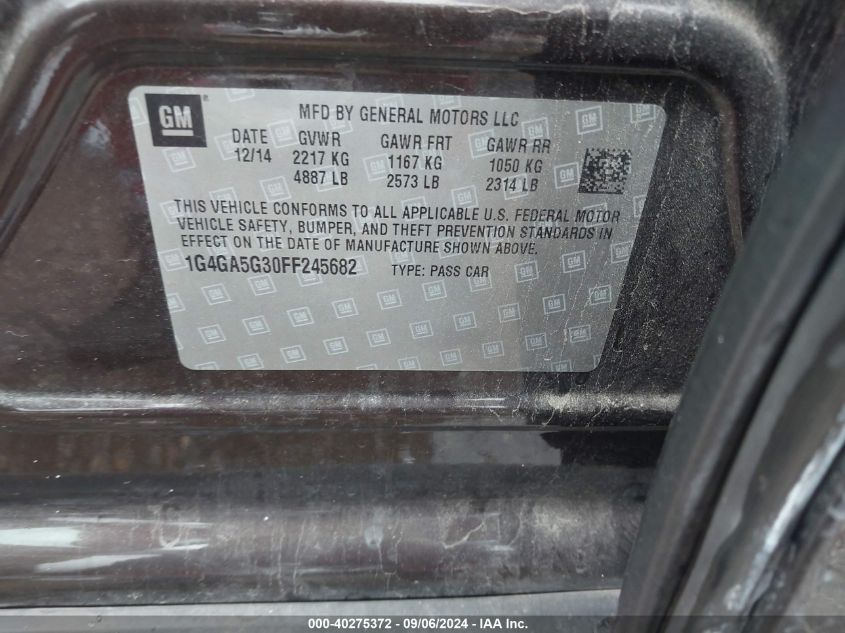 GM ®
MFD BY GENERAL MOTORS LLC
DATE GVWR GAWR FRT GAWR RR
12/14 2217 KG 1167 KG 1050 KG
4887 LB 2573 LB 2314 LB
THIS VEHICLE CONFORMS TO ALL APPLICABLE U.S. FEDERAL MOTOR
VEHICLE SAFETY, BUMPER, AND THEFT PREVENTION STANDARDS IN
EFFECT ON THE DATE OF MANUFACTURE SHOWN ABOVE.
1G4GA5G30FF245682 TYPE: PASS CAR
000-40275372 - 09/06/2024 - IAA Inc.